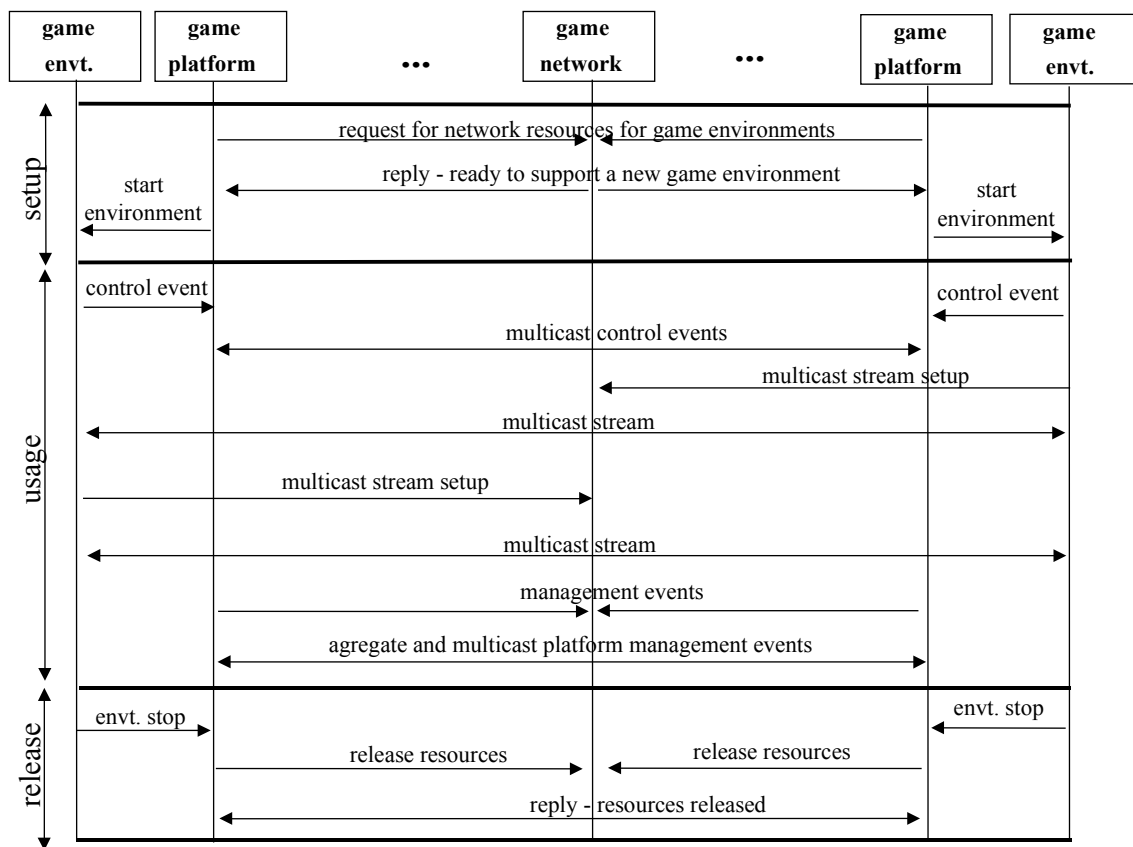 game
envt.
game
platform
...
game
network
...
game
platform
game
envt.
setup
request for network resources for game environments
reply - ready to support a new game environment
start
environment
start
environment
usage
control event
control event
multicast control events
multicast stream setup
multicast stream
multicast stream setup
multicast stream
management events
agregate and multicast platform management events
release
envt. stop
envt. stop
release resources
release resources
reply - resources released